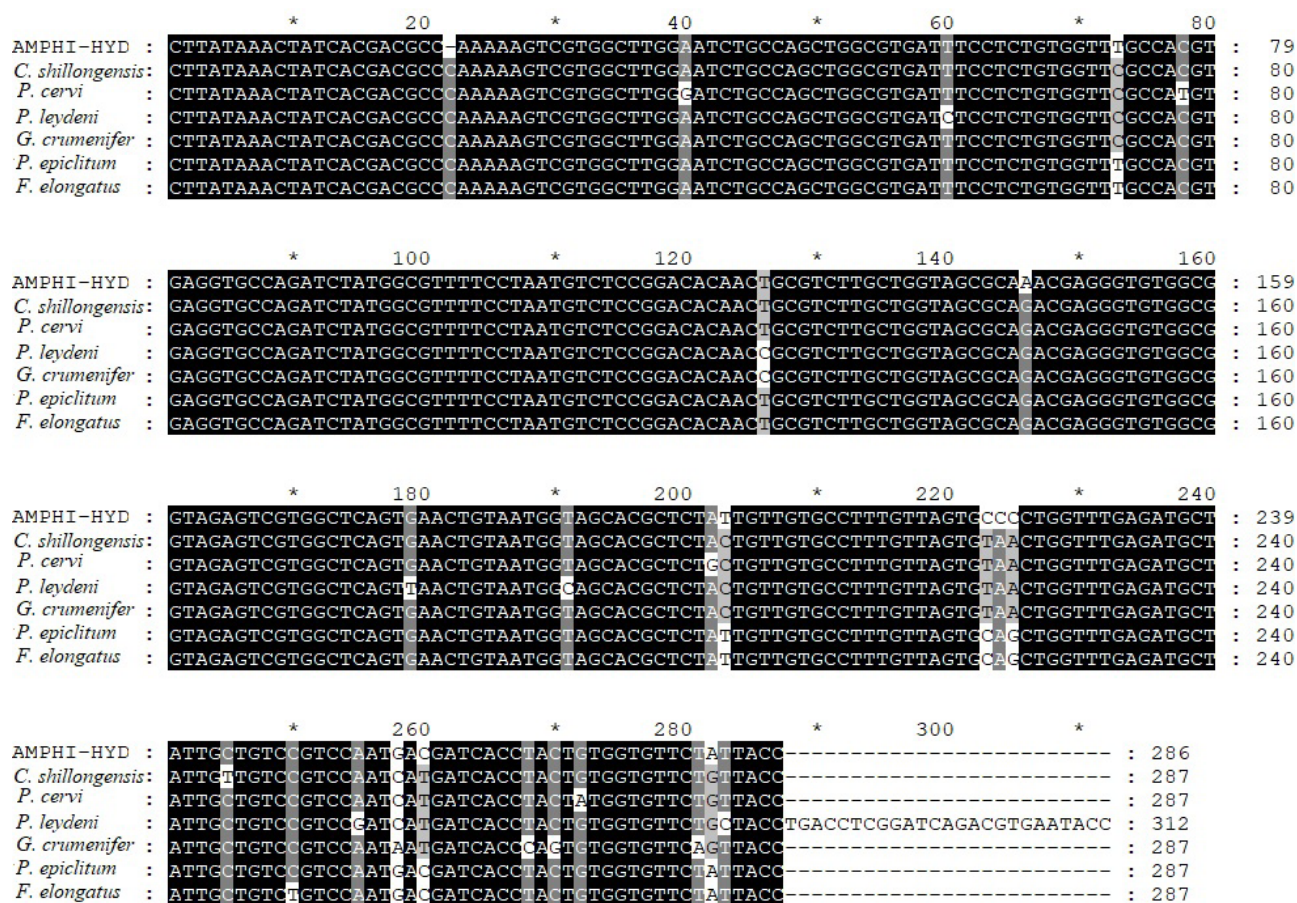 * 20 * 40 * 60 * 80
AMPHI-HYD : CTTATAAACTATCACGACGCC-AAAAAGTCGTGGCTTGGAATCTGCCAGCTGGCGTGATTTCCTCTGTGGTTTGCCACGT : 79
C. shillongensis: CTTATAAACTATCACGACGCCCAAAAAGTCGTGGCTTGGAATCTGCCAGCTGGCGTGATTTCCTCTGTGGTTCGCCACGT : 80
P. cervi : CTTATAAACTATCACGACGCCCAAAAAGTCGTGGCTTGGGATCTGCCAGCTGGCGTGATTTCCTCTGTGGTTCGCCATGT : 80
P. leydeni : CTTATAAACTATCACGACGCCCAAAAAGTCGTGGCTTGGAATCTGCCAGCTGGCGTGATCTCCTCTGTGGTTCGCCACGT : 80
G. crumenifer : CTTATAAACTATCACGACGCCCAAAAAGTCGTGGCTTGGAATCTGCCAGCTGGCGTGATTTCCTCTGTGGTTCGCCACGT : 80
P. epiclitum : CTTATAAACTATCACGACGCCCAAAAAGTCGTGGCTTGGAATCTGCCAGCTGGCGTGATTTCCTCTGTGGTTTGCCACGT : 80
F. elongatus : CTTATAAACTATCACGACGCCCAAAAAGTCGTGGCTTGGAATCTGCCAGCTGGCGTGATTTCCTCTGTGGTTTGCCACGT : 80
* 100 * 120 * 140 * 160
AMPHI-HYD : GAGGTGCCAGATCTATGGCGTTTTCCTAATGTCTCCGGACACAACTGCGTCTTGCTGGTAGCGCAAACGAGGGTGTGGCG : 159
C. shillongensis: GAGGTGCCAGATCTATGGCGTTTTCCTAATGTCTCCGGACACAACTGCGTCTTGCTGGTAGCGCAGACGAGGGTGTGGCG : 160
P. cervi : GAGGTGCCAGATCTATGGCGTTTTCCTAATGTCTCCGGACACAACTGCGTCTTGCTGGTAGCGCAGACGAGGGTGTGGCG : 160
P. leydeni : GAGGTGCCAGATCTATGGCGTTTTCCTAATGTCTCCGGACACAACCGCGTCTTGCTGGTAGCGCAGACGAGGGTGTGGCG : 160
G. crumenifer : GAGGTGCCAGATCTATGGCGTTTTCCTAATGTCTCCGGACACAACCGCGTCTTGCTGGTAGCGCAGACGAGGGTGTGGCG : 160
P. epiclitum : GAGGTGCCAGATCTATGGCGTTTTCCTAATGTCTCCGGACACAACTGCGTCTTGCTGGTAGCGCAGACGAGGGTGTGGCG : 160
F. elongatus : GAGGTGCCAGATCTATGGCGTTTTCCTAATGTCTCCGGACACAACTGCGTCTTGCTGGTAGCGCAGACGAGGGTGTGGCG : 160
* 180 * 200 * 220 * 240
AMPHI-HYD : GTAGAGTCGTGGCTCAGTGAACTGTAATGGTAGCACGCTCTATTGTTGTGCCTTTGTTAGTGCCCCTGGTTTGAGATGCT : 239
C. shillongensis: GTAGAGTCGTGGCTCAGTGAACTGTAATGGTAGCACGCTCTACTGTTGTGCCTTTGTTAGTGTAACTGGTTTGAGATGCT : 240
P. cervi : GTAGAGTCGTGGCTCAGTGAACTGTAATGGTAGCACGCTCTGCTGTTGTGCCTTTGTTAGTGTAACTGGTTTGAGATGCT : 240
P. leydeni : GTAGAGTCGTGGCTCAGTTAACTGTAATGGCAGCACGCTCTACTGTTGTGCCTTTGTTAGTGTAACTGGTTTGAGATGCT : 240
G. crumenifer : GTAGAGTCGTGGCTCAGTGAACTGTAATGGTAGCACGCTCTACTGTTGTGCCTTTGTTAGTGTAACTGGTTTGAGATGCT : 240
P. epiclitum : GTAGAGTCGTGGCTCAGTGAACTGTAATGGTAGCACGCTCTATTGTTGTGCCTTTGTTAGTGCAGCTGGTTTGAGATGCT : 240
F. elongatus : GTAGAGTCGTGGCTCAGTGAACTGTAATGGTAGCACGCTCTATTGTTGTGCCTTTGTTAGTGCAGCTGGTTTGAGATGCT : 240
* 260 * 280 * 300 *
AMPHI-HYD : ATTGCTGTCCGTCCAATGACGATCACCTACTGTGGTGTTCTATTACC------------------------- : 286
C. shillongensis: ATTGTTGTCCGTCCAATCATGATCACCTACTGTGGTGTTCTGTTACC------------------------- : 287
P. cervi : ATTGCTGTCCGTCCAATCATGATCACCTACTATGGTGTTCTGTTACC------------------------- : 287
P. leydeni : ATTGCTGTCCGTCCGATCATGATCACCTACTGTGGTGTTCTGCTACCTGACCTCGGATCAGACGTGAATACC : 312
G. crumenifer : ATTGCTGTCCGTCCAATAATGATCACCCAGTGTGGTGTTCAGTTACC------------------------- : 287
P. epiclitum : ATTGCTGTCCGTCCAATGACGATCACCTACTGTGGTGTTCTATTACC------------------------- : 287
F. elongatus : ATTGCTGTCTGTCCAATGACGATCACCTACTGTGGTGTTCTATTACC------------------------- : 287